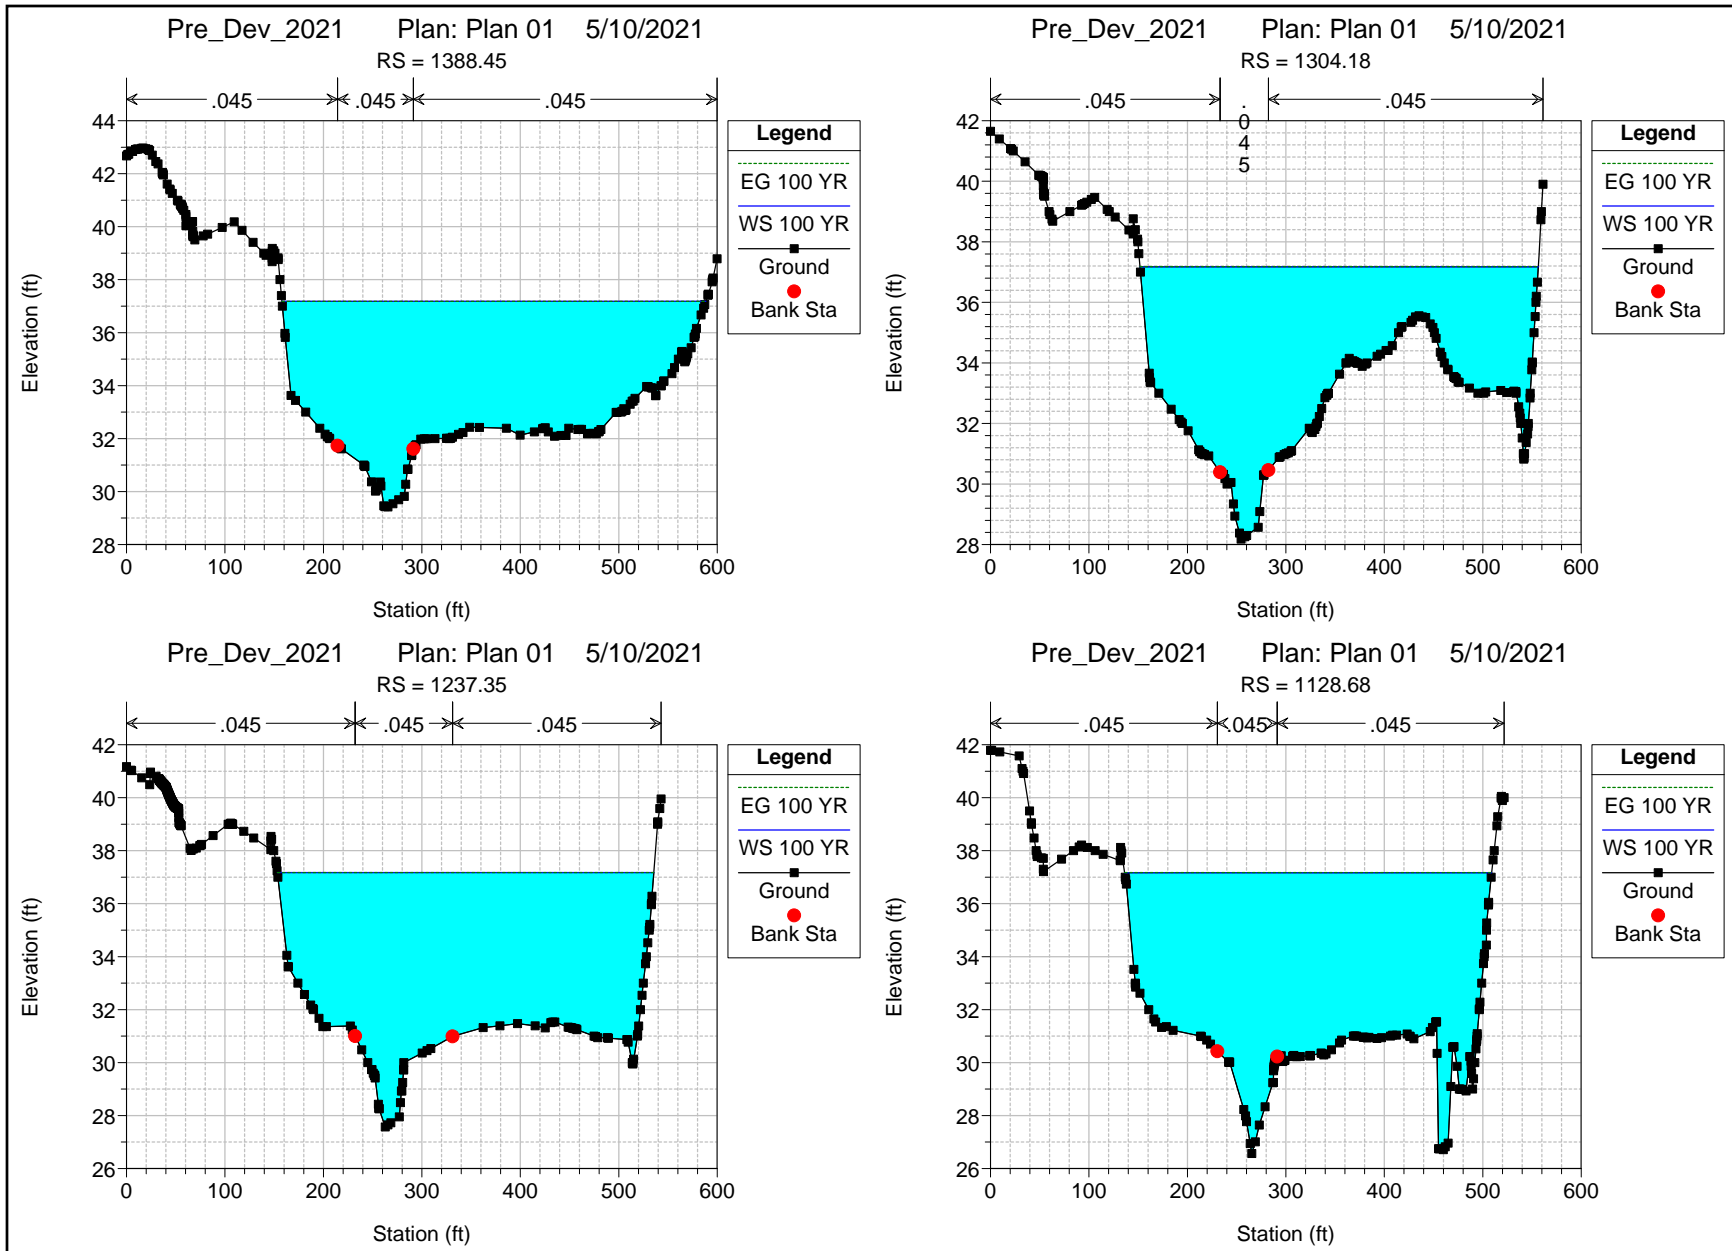 Pre_Dev_2021 Plan: Plan 01 5/10/2021
RS = 1388.45
.045 .045 .045
44
42
40
38
36
34
32
30
28
0 100 200 300 400 500 600
Station (ft)
Elevation (ft)
Legend
EG 100 YR
WS 100 YR
Ground
Bank Sta
Pre_Dev_2021 Plan: Plan 01 5/10/2021
RS = 1304.18
.045 .045 .045
42
40
38
36
34
32
30
28
0 100 200 300 400 500 600
Station (ft)
Elevation (ft)
Legend
EG 100 YR
WS 100 YR
Ground
Bank Sta
Pre_Dev_2021 Plan: Plan 01 5/10/2021
RS = 1237.35
.045 .045 .045
42
40
38
36
34
32
30
28
26
0 100 200 300 400 500 600
Station (ft)
Elevation (ft)
Legend
EG 100 YR
WS 100 YR
Ground
Bank Sta
Pre_Dev_2021 Plan: Plan 01 5/10/2021
RS = 1128.68
.045 .045 .045
42
40
38
36
34
32
30
28
26
0 100 200 300 400 500 600
Station (ft)
Elevation (ft)
Legend
EG 100 YR
WS 100 YR
Ground
Bank Sta